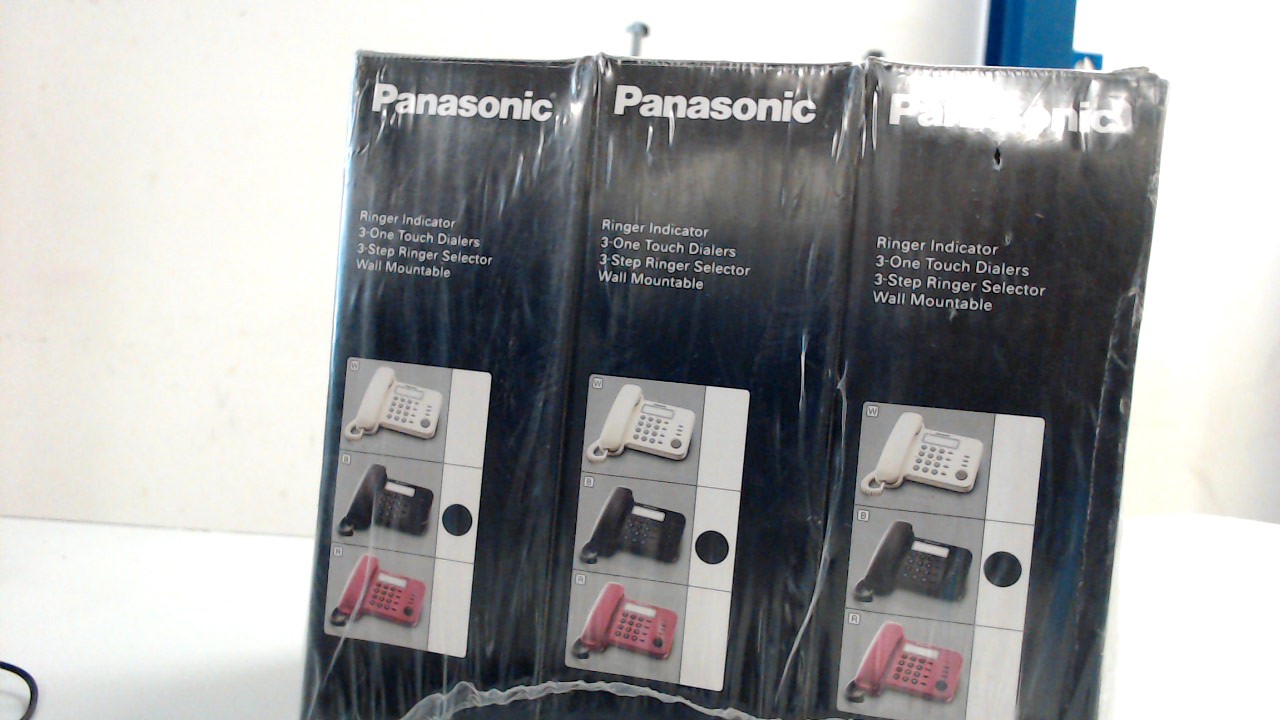 Panasonic
Ringer Indicator
3-One Touch Dialers
3-Step Ringer Selector
Wall Mountable
W
B
R
Panasonic
Ringer Indicator
3-One Touch Dialers
3-Step Ringer Selector
Wall Mountable
W
B
R
Panasonic
Ringer Indicator
3-One Touch Dialers
3-Step Ringer Selector
Wall Mountable
W
B
R